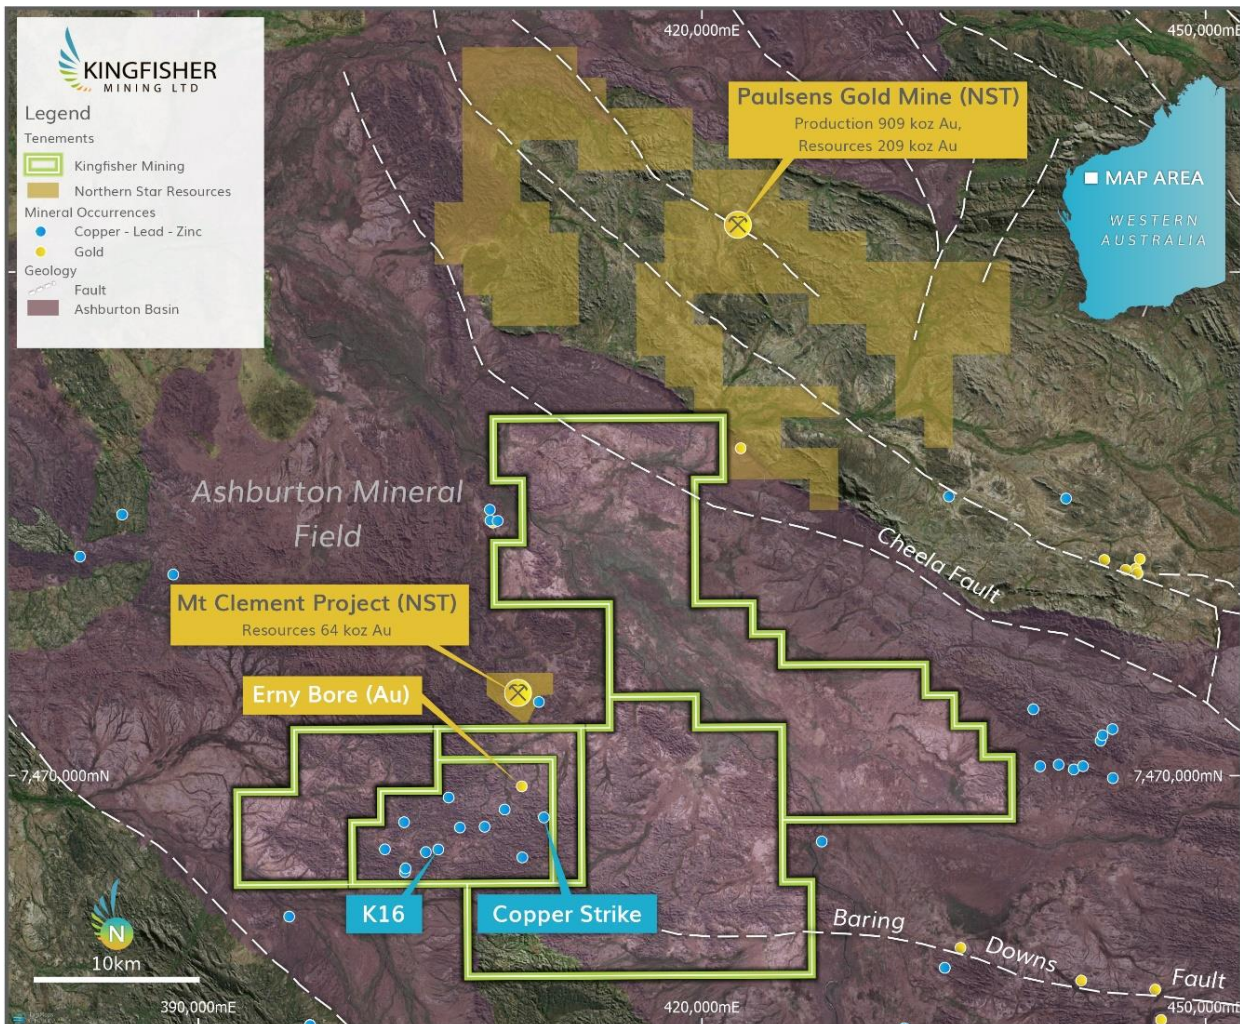 KINGFISHER
MINING LTD
Legend
Tenements
Kingfisher Mining
Northern Star Resources
Mineral Occurrences
Copper - Lead - Zinc
Gold
Geology
Fault
Ashburton Basin
420,000mE
450,000mE
Paulsens Gold Mine (NST)
Production 909 koz Au,
Resources 209 koz Au
MAP AREA
WESTERN
AUSTRALIA
Ashburton Mineral
Field
Cheela Fault
Mt Clement Project (NST)
Resources 64 koz Au
Erny Bore (Au)
7,470,000mN
7,470,000mN
K16
Copper Strike
Baring
Downs
Fault
N
10km
390,000mE
420,000mE
450,000mE